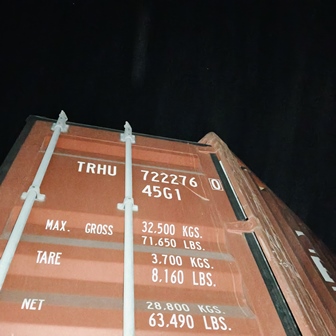 TRHU 722276 0
45G1
MAX. GROSS 32.500 KGS.
71.650 LBS.
TARE 3.700 KGS.
8.160 LBS.
NET 28.800 KGS.
63,490 LBS.